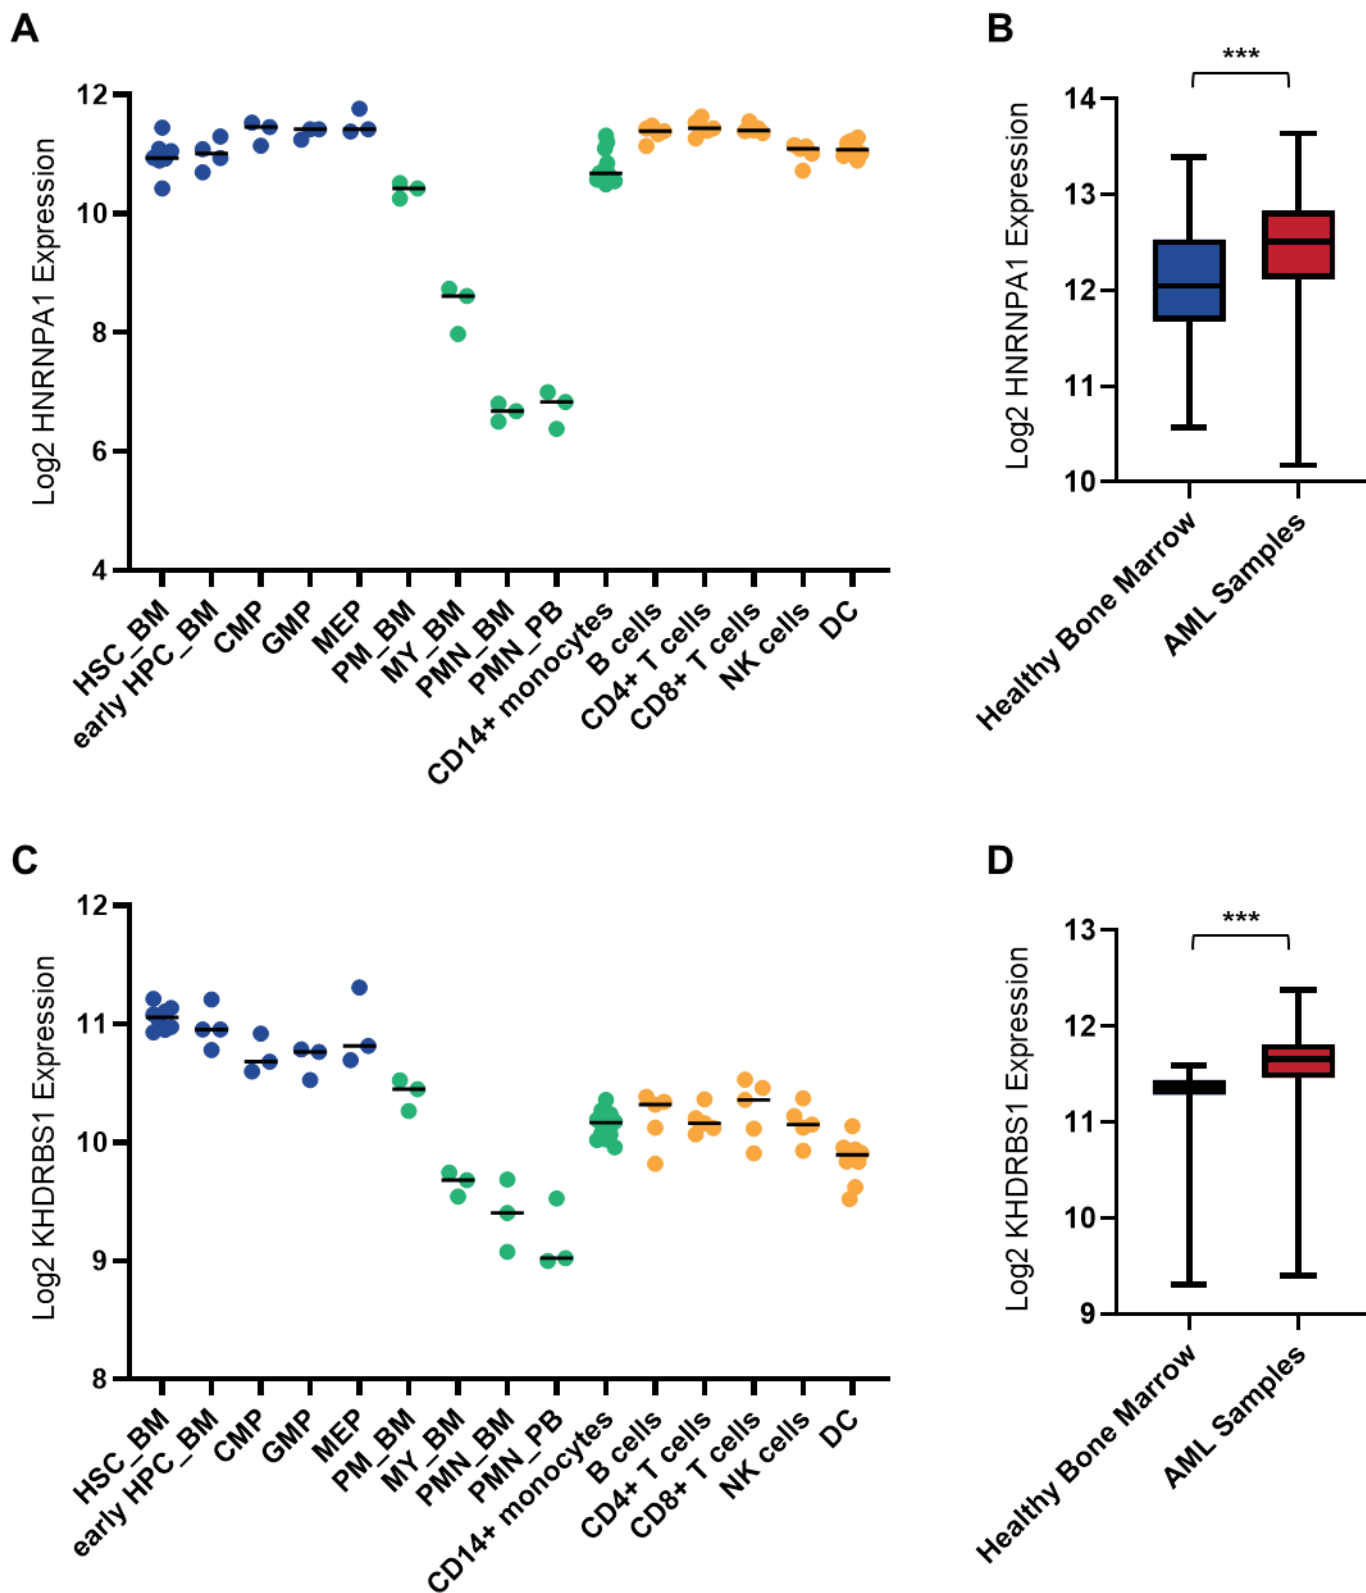 A
Log2 HNRNPA1 Expression
12
10
8
6
4
HSC_BM
early HPC_BM
CMP
GMP
MEP
PM_BM
MY_BM
PMN_BM
PMN_PB
CD14+ monocytes
B cells
CD4+ T cells
CD8+ T cells
NK cells
DC
B
***
Log2 HNRNPA1 Expression
14
13
12
11
10
Healthy Bone Marrow
AML Samples
C
Log2 KHDRBS1 Expression
12
11
10
9
8
HSC_BM
early HPC_BM
CMP
GMP
MEP
PM_BM
MY_BM
PMN_BM
PMN_PB
CD14+ monocytes
B cells
CD4+ T cells
CD8+ T cells
NK cells
DC
D
***
Log2 KHDRBS1 Expression
13
12
11
10
9
Healthy Bone Marrow
AML Samples